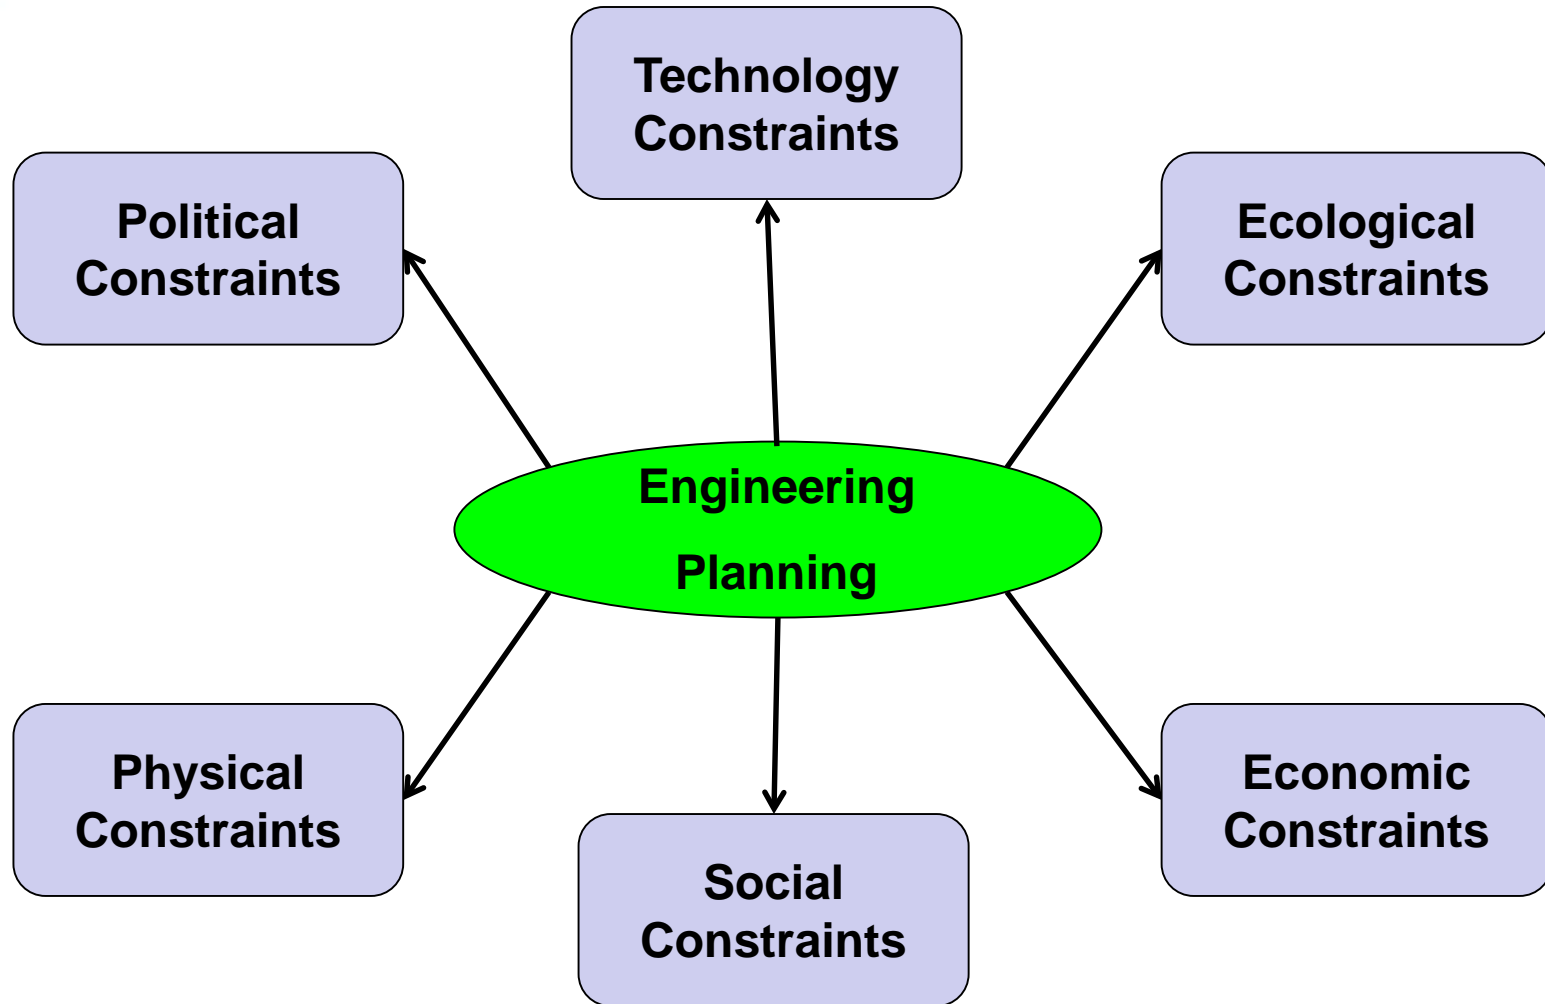 Technology
Constraints
Political
Constraints
Ecological
Constraints
Engineering
Planning
Physical
Constraints
Economic
Constraints
Social
Constraints